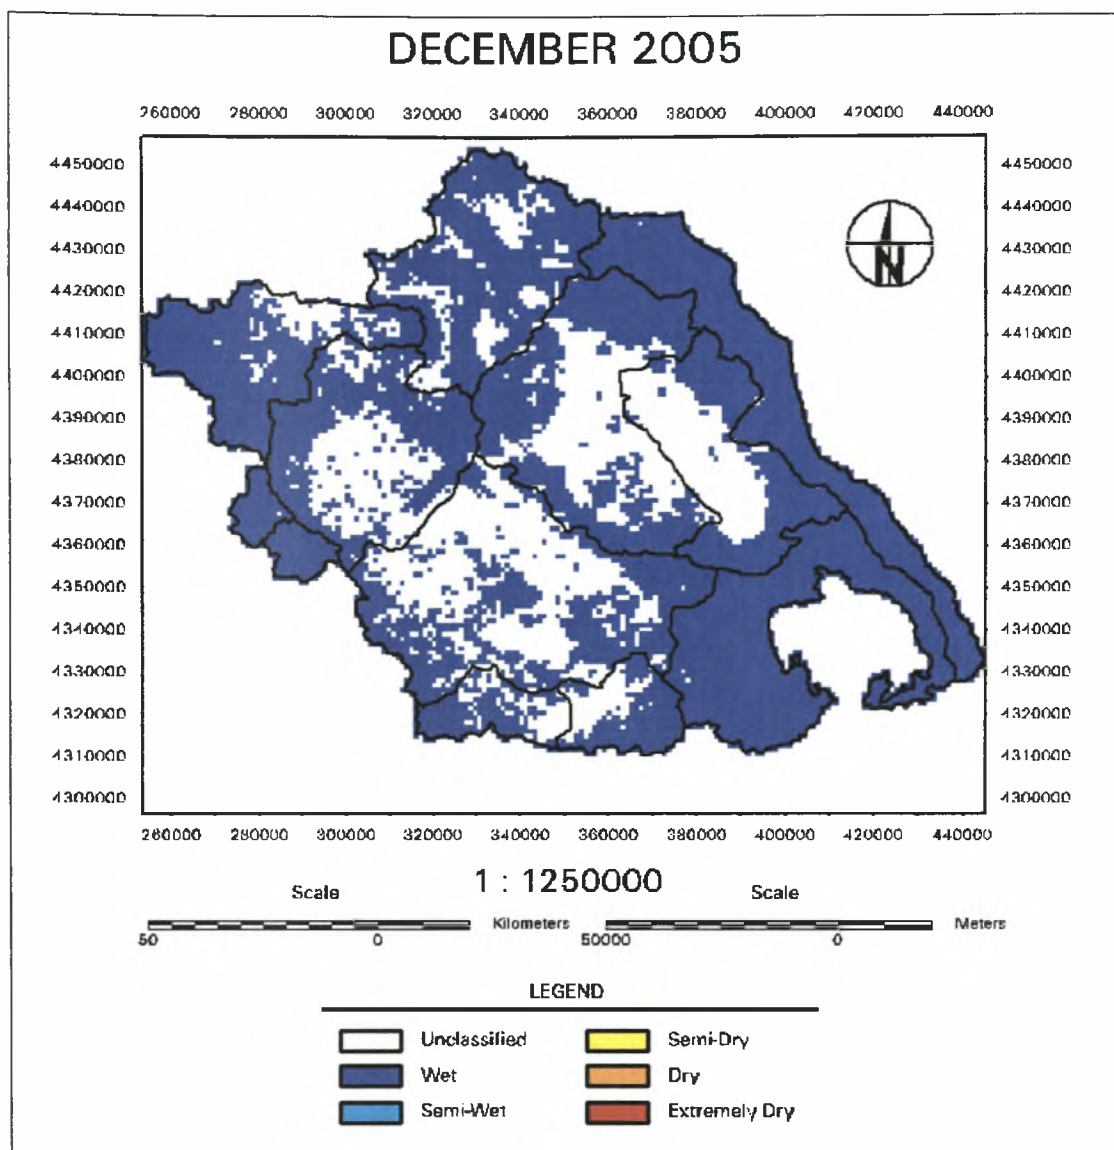 DECEMBER 2005
260000 280000 300000 320000 340000 360000 380000 400000 420000 440000
4450000 4450000
4440000 4440000
4430000 4430000
N
4420000 4420000
4410000 4410000
4400000 4400000
4390000 4390000
4380000 4380000
4370000 4370000
4360000 4360000
4350000 4350000
4340000 4340000
4330000 4330000
4320000 4320000
4310000 4310000
4300000 4300000
260000 280000 300000 320000 340000 360000 380000 400000 420000 440000
1 : 1250000
Scale Scale
Kilometers Meters
50 0 50000 0
LEGEND
Unclassified Semi-Dry
Wet Dry
Semi-Wet Extremely Dry